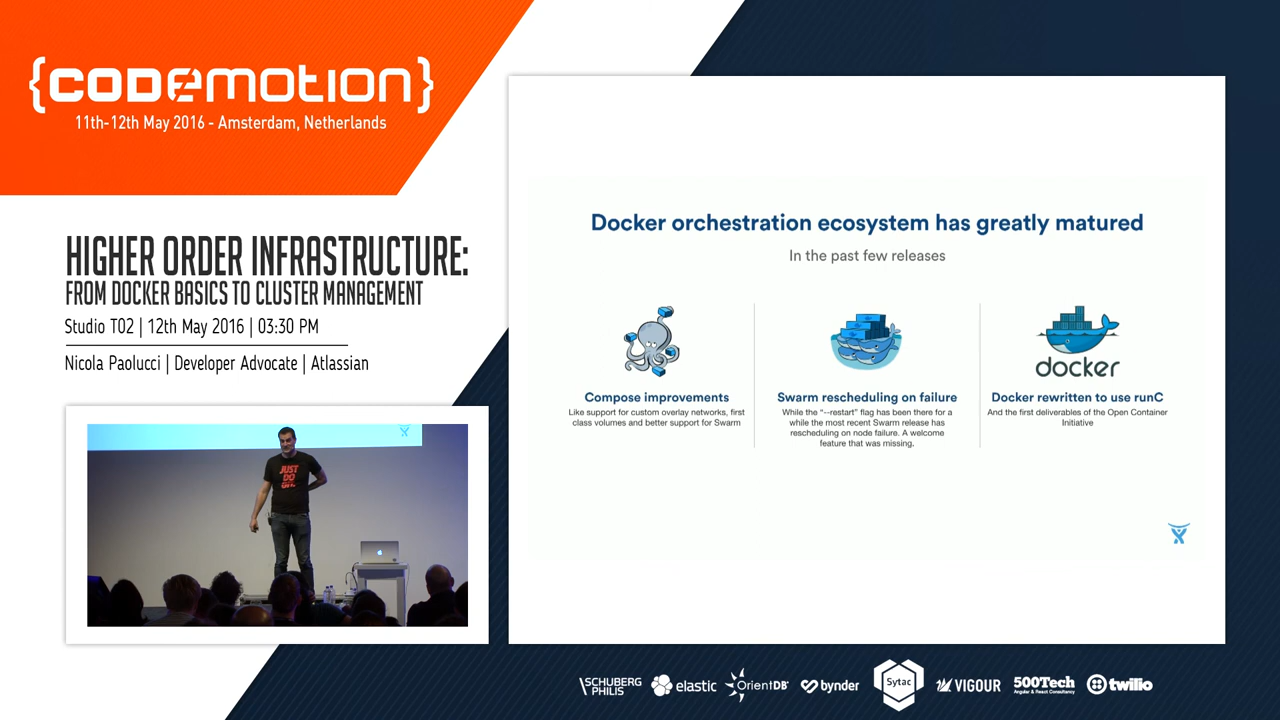 {CODEMOTION}
11th-12th May 2016 - Amsterdam, Netherlands
HIGHER ORDER INFRASTRUCTURE:
FROM DOCKER BASICS TO CLUSTER MANAGEMENT
Studio T02 | 12th May 2016 | 03:30 PM
Nicola Paolucci | Developer Advocate | Atlassian
JUST
DO
GIT.
Docker orchestration ecosystem has greatly matured
In the past few releases
Compose improvements
Like support for custom overlay networks, first
class volumes and better support for Swarm
Swarm rescheduling on failure
While the "--restart" flag has been there for a
while the most recent Swarm release has
rescheduling on node failure. A welcome
feature that was missing.
docker
Docker rewritten to use runC
And the first deliverables of the Open Container
Initiative
SCHUBERG
PHILIS
elastic
OrientDB
bynder
Sytac
VIGOUR
500Tech
Angular & React Consultancy
twilio